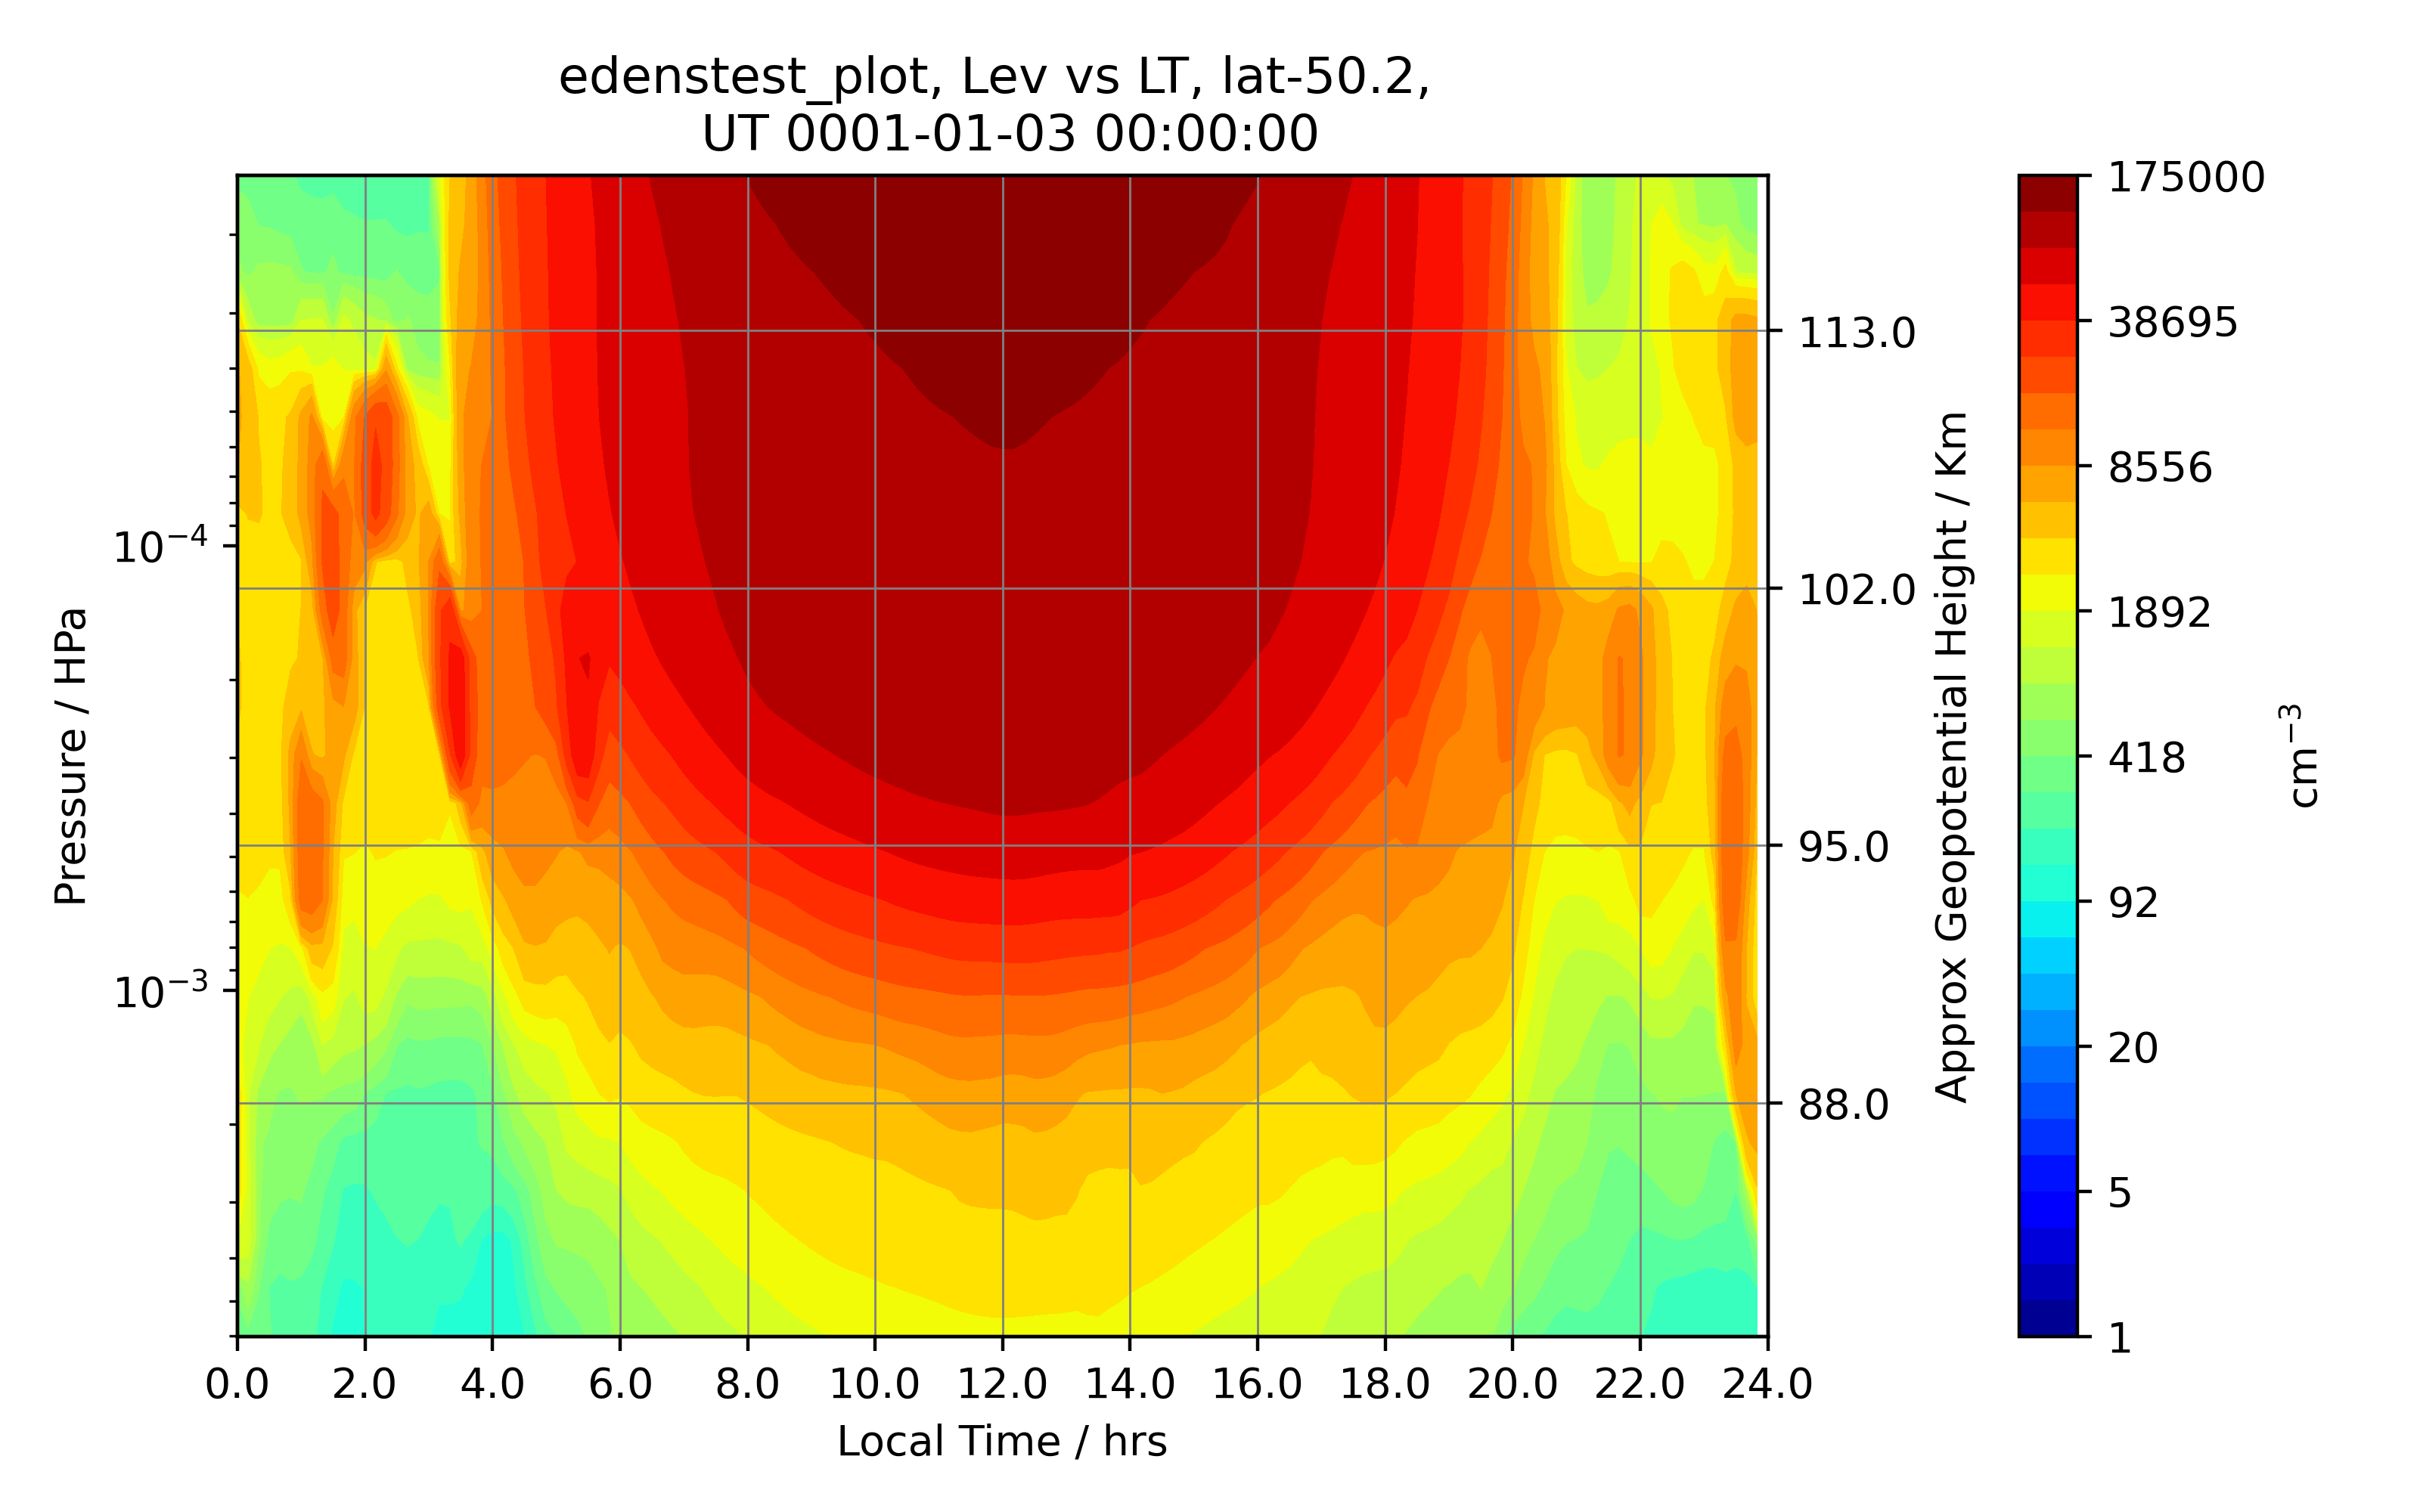 edenstest_plot, Lev vs LT, lat-50.2,
UT 0001-01-03 00:00:00
Pressure / HPa
10⁻⁴
10⁻³
0.0 2.0 4.0 6.0 8.0 10.0 12.0 14.0 16.0 18.0 20.0 22.0 24.0
Local Time / hrs
113.0
102.0
95.0
88.0
Approx Geopotential Height / Km
175000
38695
8556
1892
418
92
20
5
1
cm⁻³